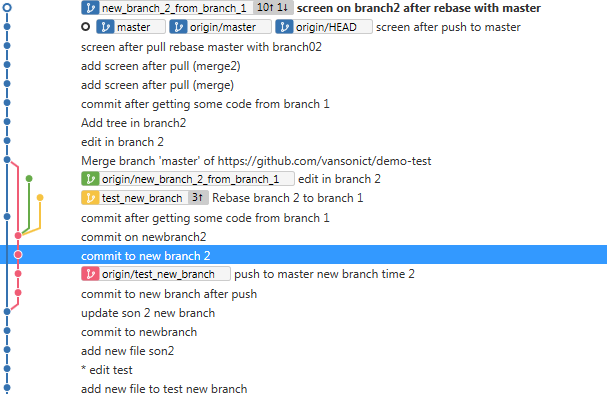 new_branch_2_from_branch_1 10↑ 1↓ screen on branch2 after rebase with master
master origin/master origin/HEAD screen after push to master
screen after pull rebase master with branch02
add screen after pull (merge2)
add screen after pull (merge)
commit after getting some code from branch 1
Add tree in branch2
edit in branch 2
Merge branch 'master' of https://github.com/vansonict/demo-test
origin/new_branch_2_from_branch_1 edit in branch 2
test_new_branch 3↑ Rebase branch 2 to branch 1
commit after getting some code from branch 1
commit on newbranch2
commit to new branch 2
origin/test_new_branch push to master new branch time 2
commit to new branch after push
update son 2 new branch
commit to newbranch
add new file son2
* edit test
add new file to test new branch